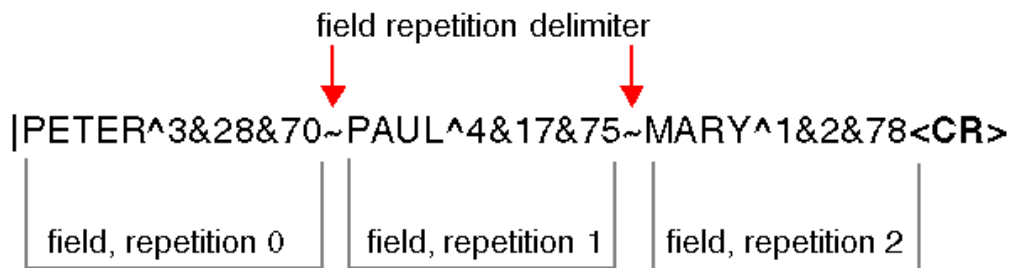 field repetition delimiter
|PETER^3&28&70~PAUL^4&17&75~MARY^1&2&78<CR>
field, repetition 0 field, repetition 1 field, repetition 2